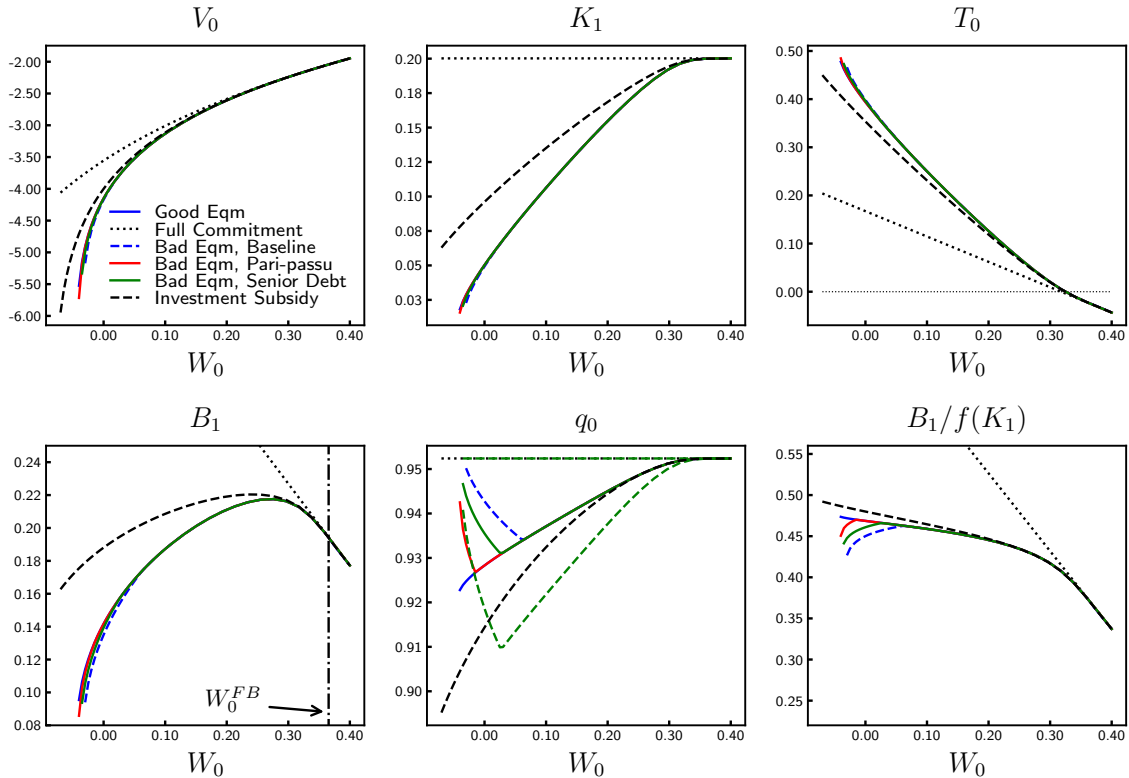 V_0
K_1
T_0
-2.00
-2.50
-3.00
-3.50
-4.00
-4.50
-5.00
-5.50
-6.00
Good Eqm
Full Commitment
Bad Eqm, Baseline
Bad Eqm, Pari-passu
Bad Eqm, Senior Debt
Investment Subsidy
0.00 0.10 0.20 0.30 0.40
W_0
0.20
0.18
0.15
0.12
0.10
0.08
0.05
0.03
0.00 0.10 0.20 0.30 0.40
W_0
0.50
0.40
0.30
0.20
0.10
0.00
0.00 0.10 0.20 0.30 0.40
W_0
B_1
q_0
B_1/f(K_1)
0.24
0.22
0.20
0.18
0.16
0.14
0.12
0.10
0.08
W_0^{FB}
0.00 0.10 0.20 0.30 0.40
W_0
0.95
0.94
0.93
0.92
0.91
0.90
0.00 0.10 0.20 0.30 0.40
W_0
0.55
0.50
0.45
0.40
0.35
0.30
0.25
0.00 0.10 0.20 0.30 0.40
W_0